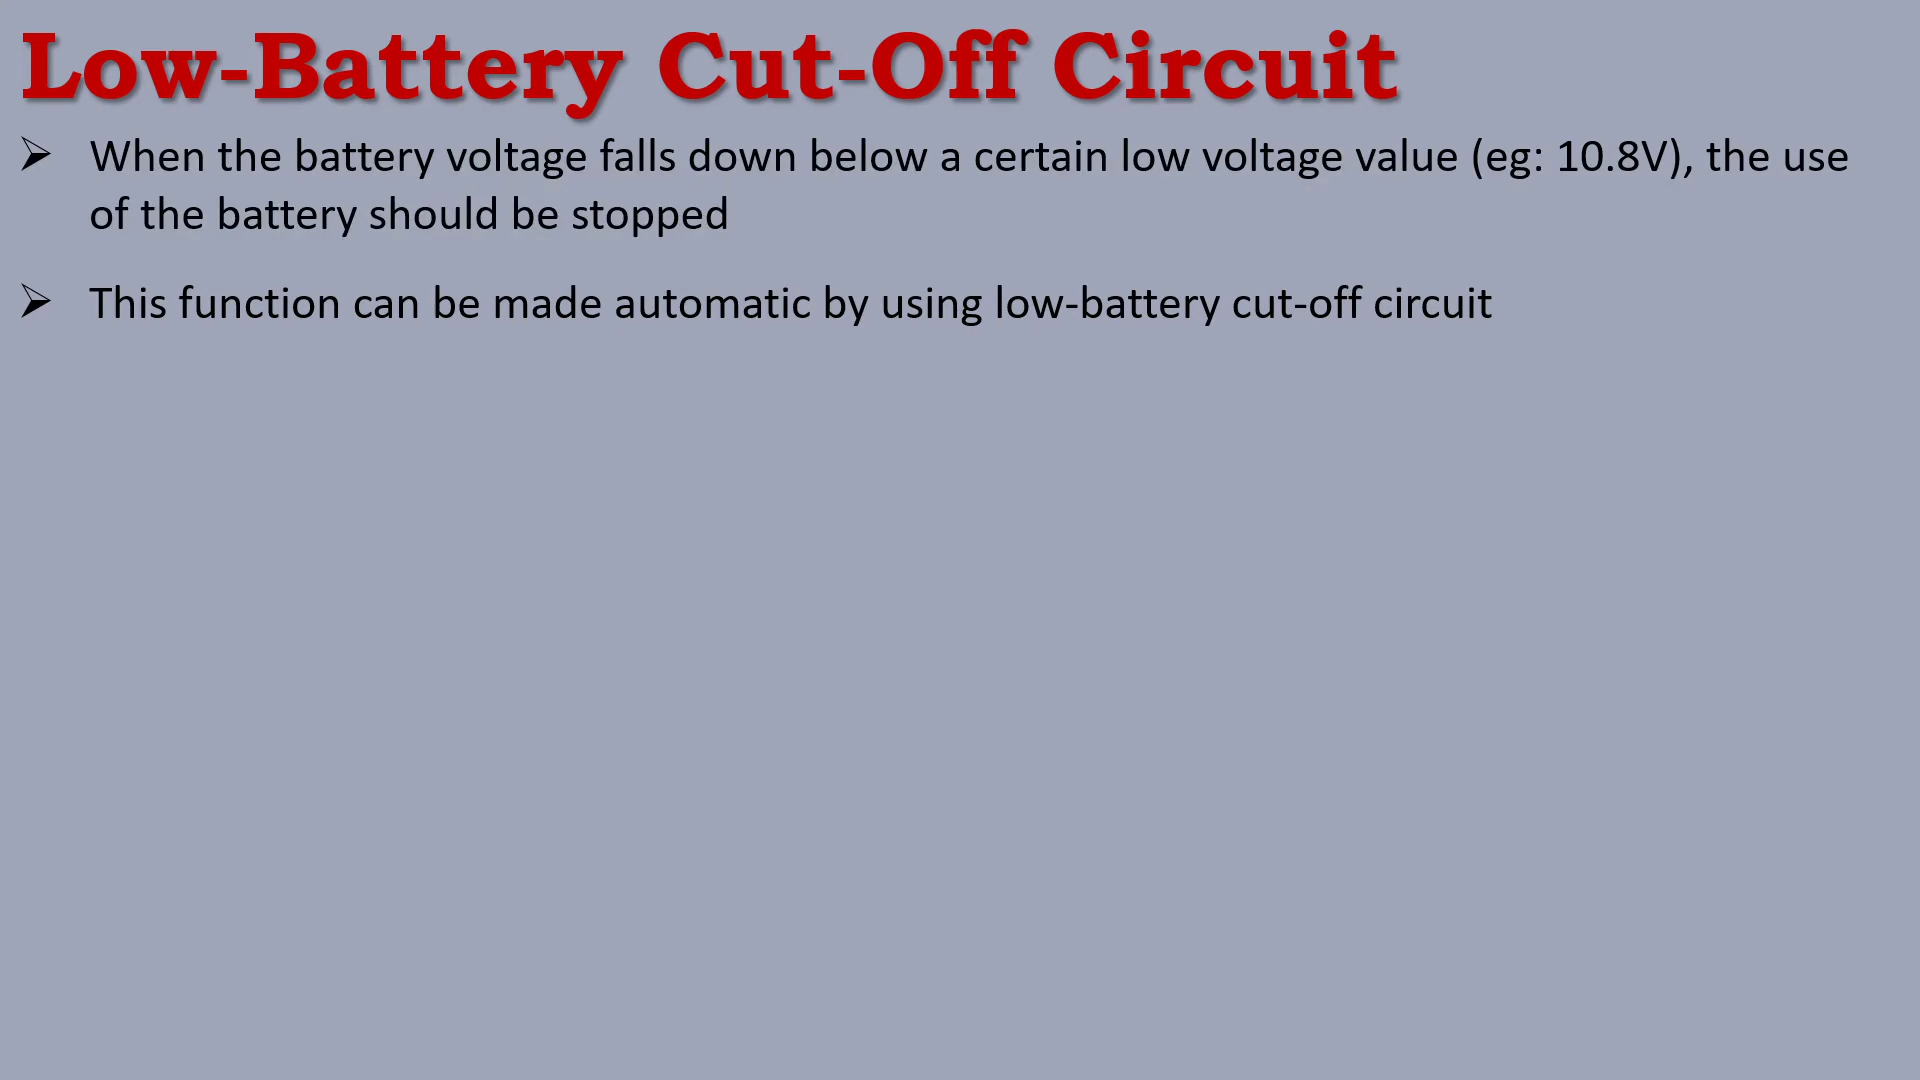 Low-Battery Cut-Off Circuit
➢ When the battery voltage falls down below a certain low voltage value (eg: 10.8V), the use
of the battery should be stopped
➢ This function can be made automatic by using low-battery cut-off circuit